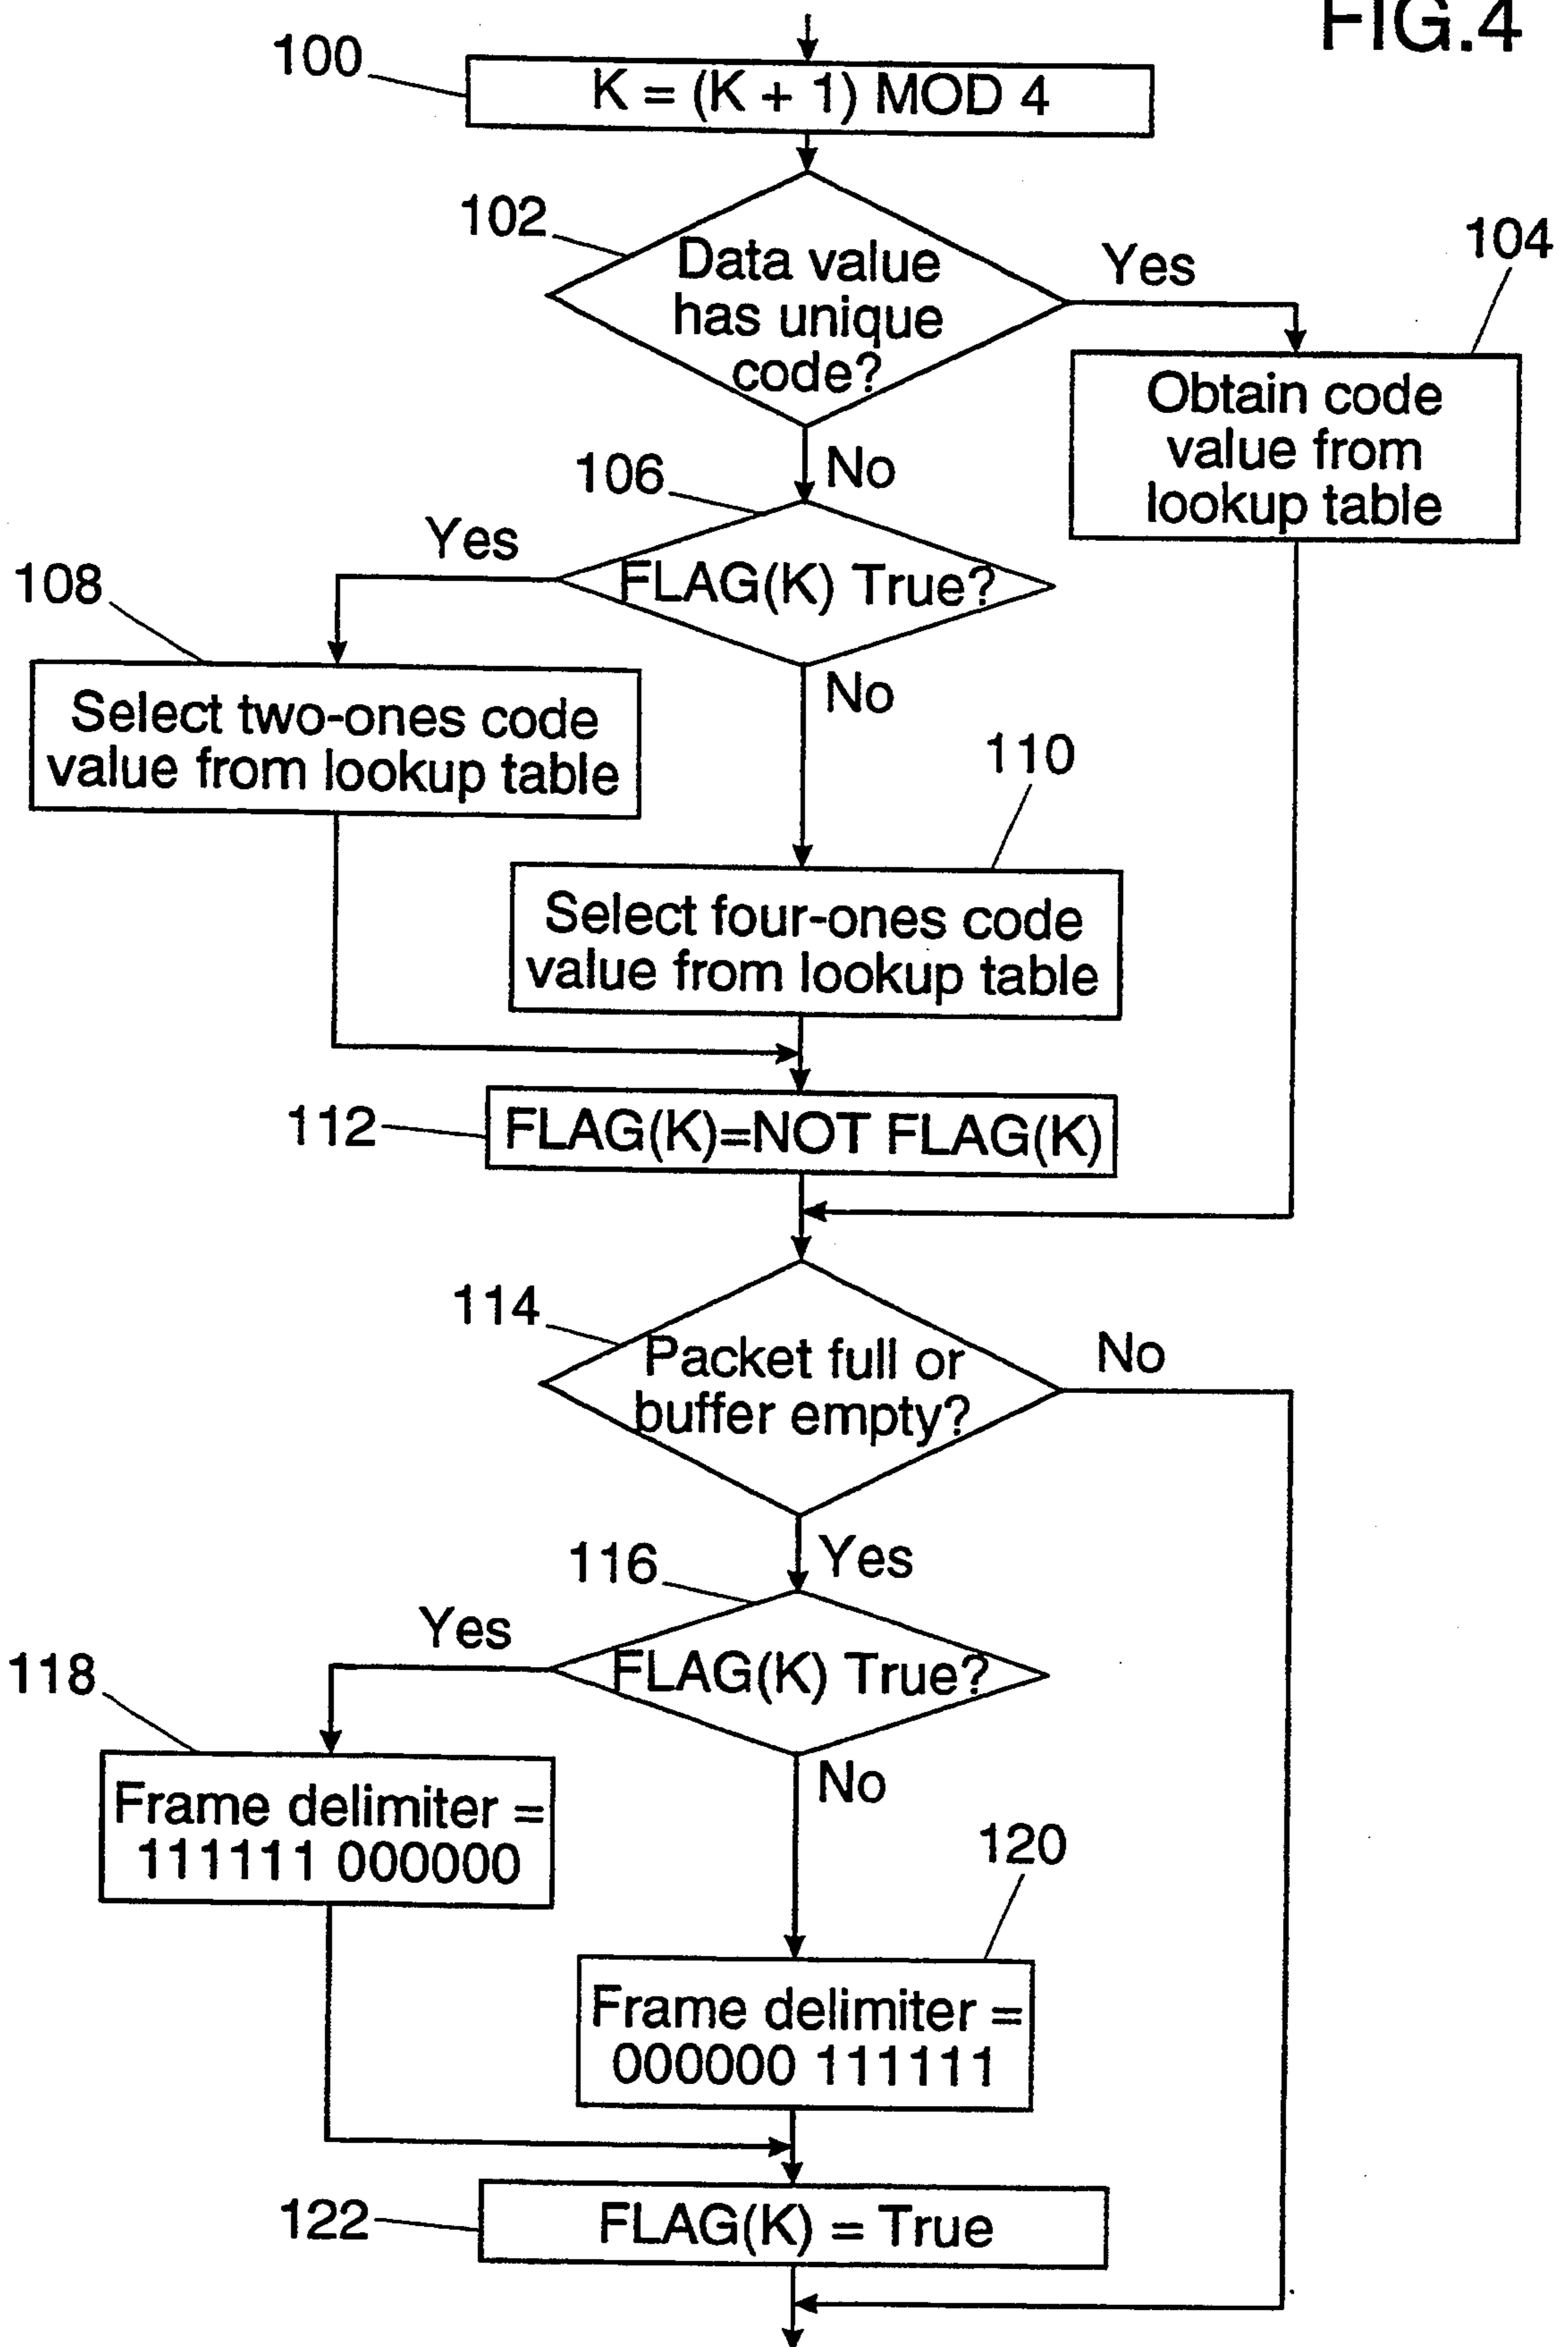 FIG.4
100
K = (K + 1) MOD 4
102
Data value
has unique
code?
Yes
104
Obtain code
value from
lookup table
No
106
FLAG(K) True?
Yes
108
Select two-ones code
value from lookup table
No
110
Select four-ones code
value from lookup table
112
FLAG(K)=NOT FLAG(K)
114
Packet full or
buffer empty?
No
Yes
116
FLAG(K) True?
Yes
118
Frame delimiter =
111111 000000
No
120
Frame delimiter =
000000 111111
122
FLAG(K) = True